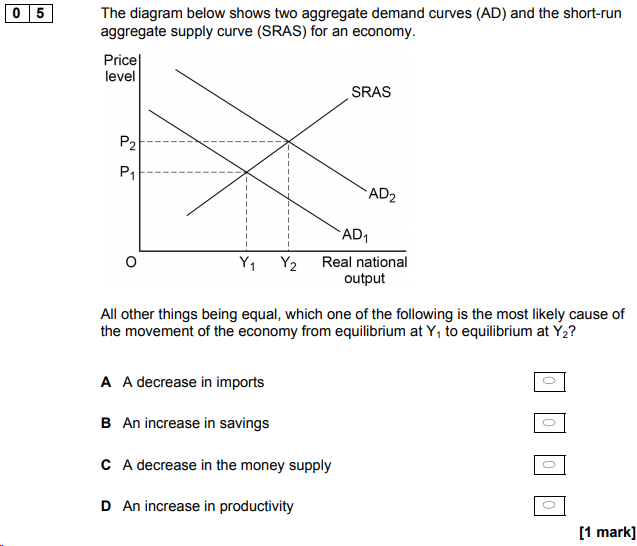 0 5 The diagram below shows two aggregate demand curves (AD) and the short-run
aggregate supply curve (SRAS) for an economy.
Price
level
SRAS
P2
P1
AD2
AD1
O Y1 Y2 Real national
output
All other things being equal, which one of the following is the most likely cause of
the movement of the economy from equilibrium at Y1 to equilibrium at Y2?
A A decrease in imports
B An increase in savings
C A decrease in the money supply
D An increase in productivity
[1 mark]